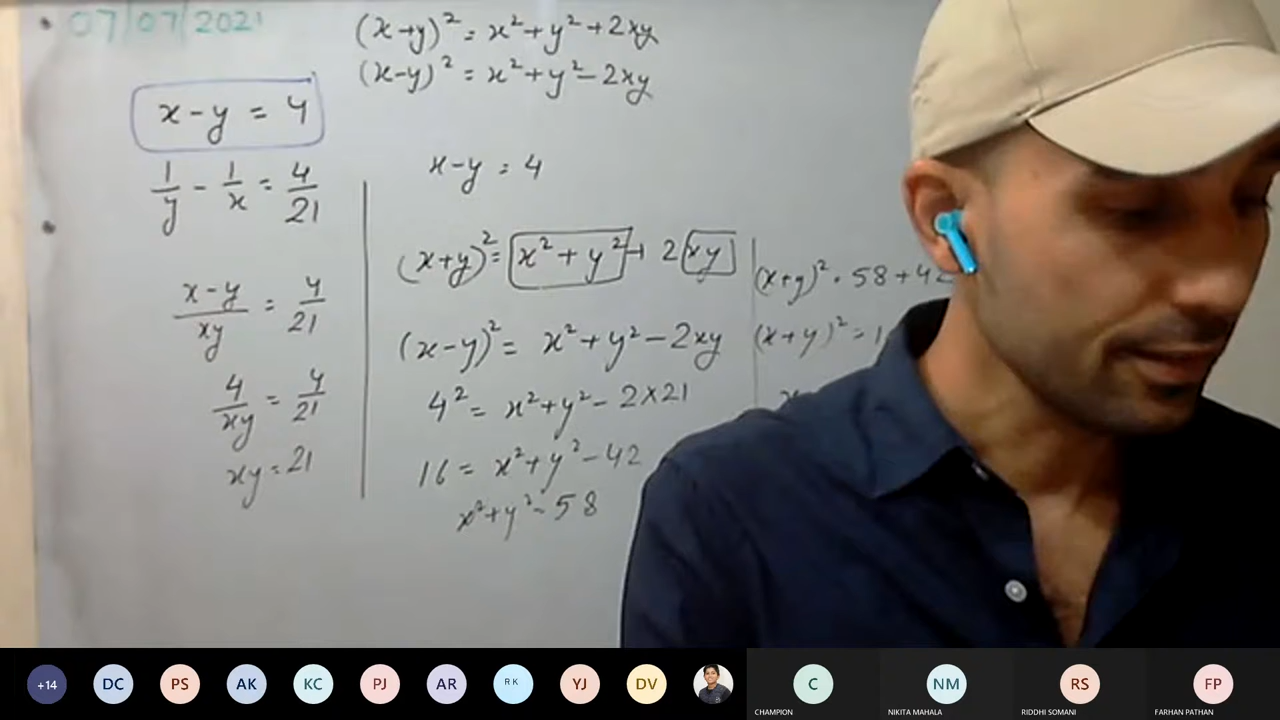 07/07/2021
(x+y)² = x²+y²+2xy
(x-y)² = x²+y²-2xy
x-y = 4
1/y - 1/x = 4/21
x-y/xy = 4/21
4/xy = 4/21
xy = 21
x-y = 4
(x+y)² = x²+y² + 2xy
(x-y)² = x²+y²-2xy
4² = x²+y²-2×21
16 = x²+y²-42
x²+y² = 58
(x+y)² = 58+42
(x+y)² = 1
+14
DC
PS
AK
KC
PJ
AR
RK
YJ
DV
C
NM
RS
FP
CHAMPION
NIKITA MAHALA
RIDDHI SOMANI
FARHAN PATHAN